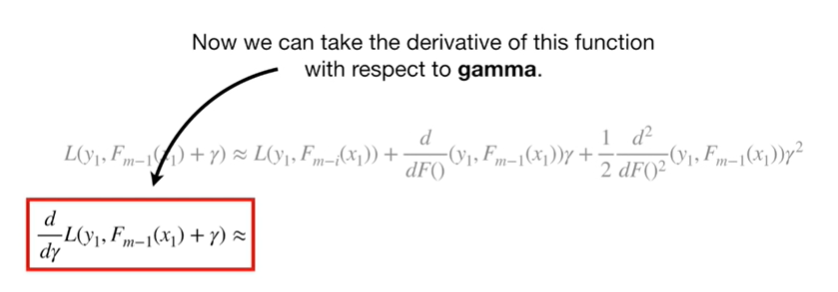 Now we can take the derivative of this function
with respect to gamma.
L(y₁, Fₘ₋₁(x₁) + γ) ≈ L(y₁, Fₘ₋ᵢ(x₁)) + d/dF() (y₁, Fₘ₋₁(x₁))γ + 1/2 d²/dF()² (y₁, Fₘ₋₁(x₁))γ²
d/dγ L(y₁, Fₘ₋₁(x₁) + γ) ≈